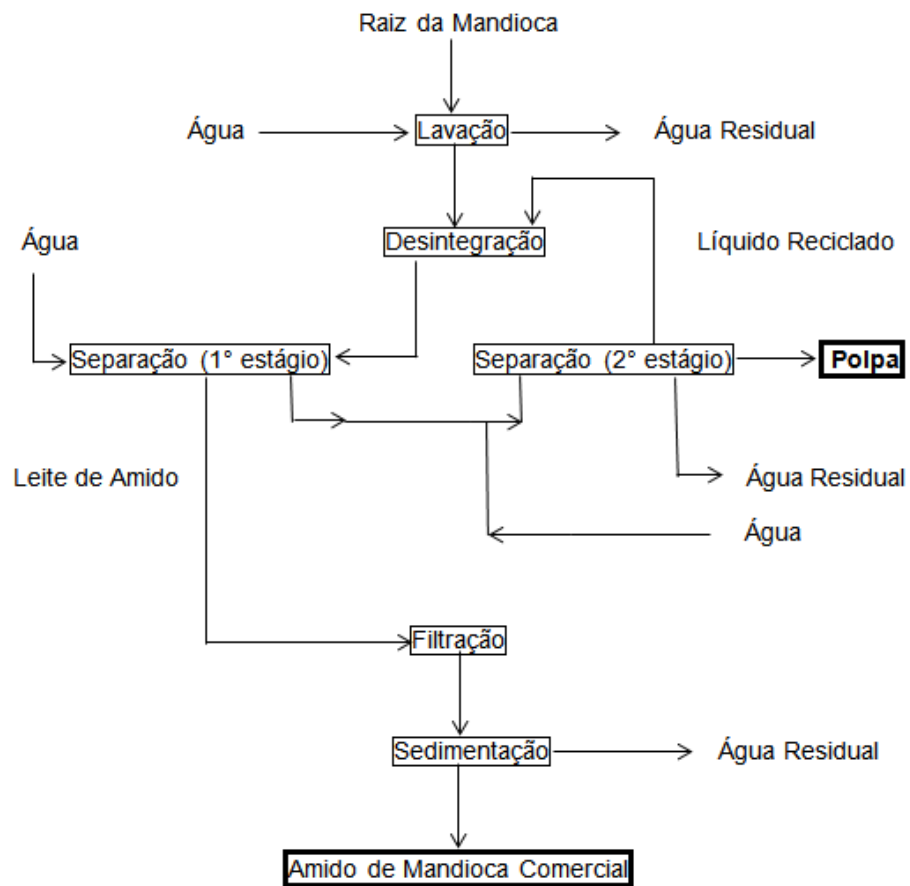 Raiz da Mandioca
Água
Lavação
Água Residual
Água
Desintegração
Líquido Reciclado
Separação (1° estágio)
Separação (2° estágio)
Polpa
Leite de Amido
Água Residual
Água
Filtração
Sedimentação
Água Residual
Amido de Mandioca Comercial